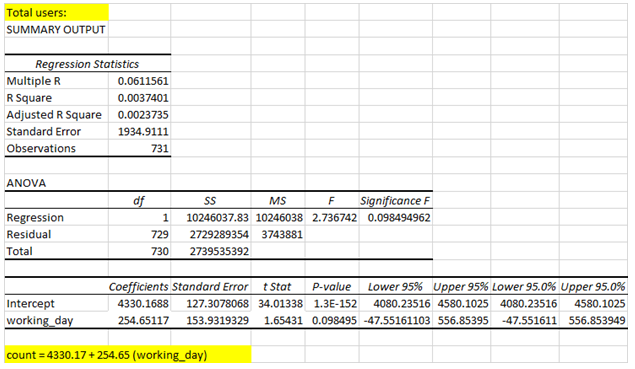 Total users:
SUMMARY OUTPUT
Regression Statistics
Multiple R 0.0611561
R Square 0.0037401
Adjusted R Square 0.0023735
Standard Error 1934.9111
Observations 731
ANOVA
df SS MS F Significance F
Regression 1 10246037.83 10246038 2.736742 0.098494962
Residual 729 2729289354 3743881
Total 730 2739535392
Coefficients Standard Error t Stat P-value Lower 95% Upper 95% Lower 95.0% Upper 95.0%
Intercept 4330.1688 127.3078068 34.01338 1.3E-152 4080.23516 4580.1025 4080.23516 4580.1025
working_day 254.65117 153.9319329 1.65431 0.098495 -47.55161103 556.85395 -47.551611 556.853949
count = 4330.17 + 254.65 (working_day)